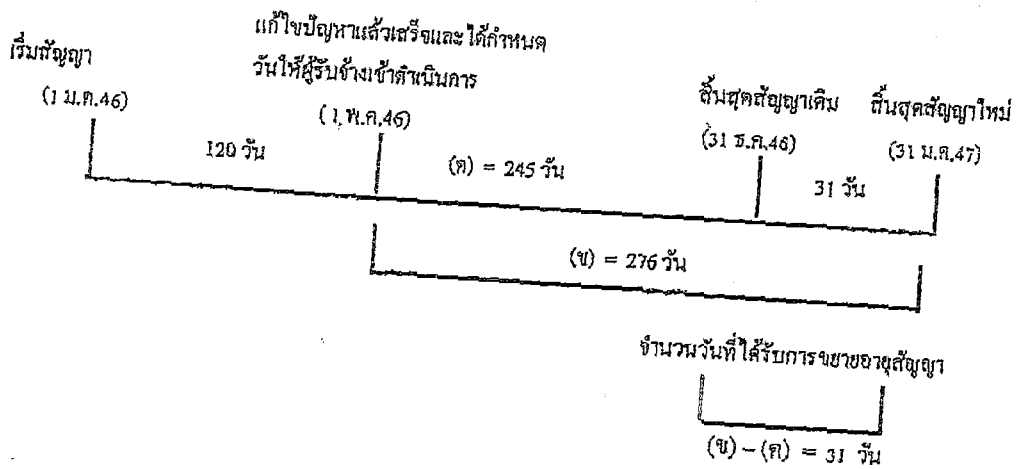 แก้ไขปัญหาแล้วเสร็จและได้กำหนด
วันให้ผู้รับจ้างเข้าดำเนินการ
(1 พ.ค.46)
เริ่มสัญญา
(1 ม.ค.46)
สิ้นสุดสัญญาเดิม
(31 ธ.ค.46)
สิ้นสุดสัญญาใหม่
(31 ม.ค.47)
120 วัน
(ค) = 245 วัน
31 วัน
(ข) = 276 วัน
จำนวนวันที่ได้รับการขยายอายุสัญญา
(ข) – (ค) = 31 วัน